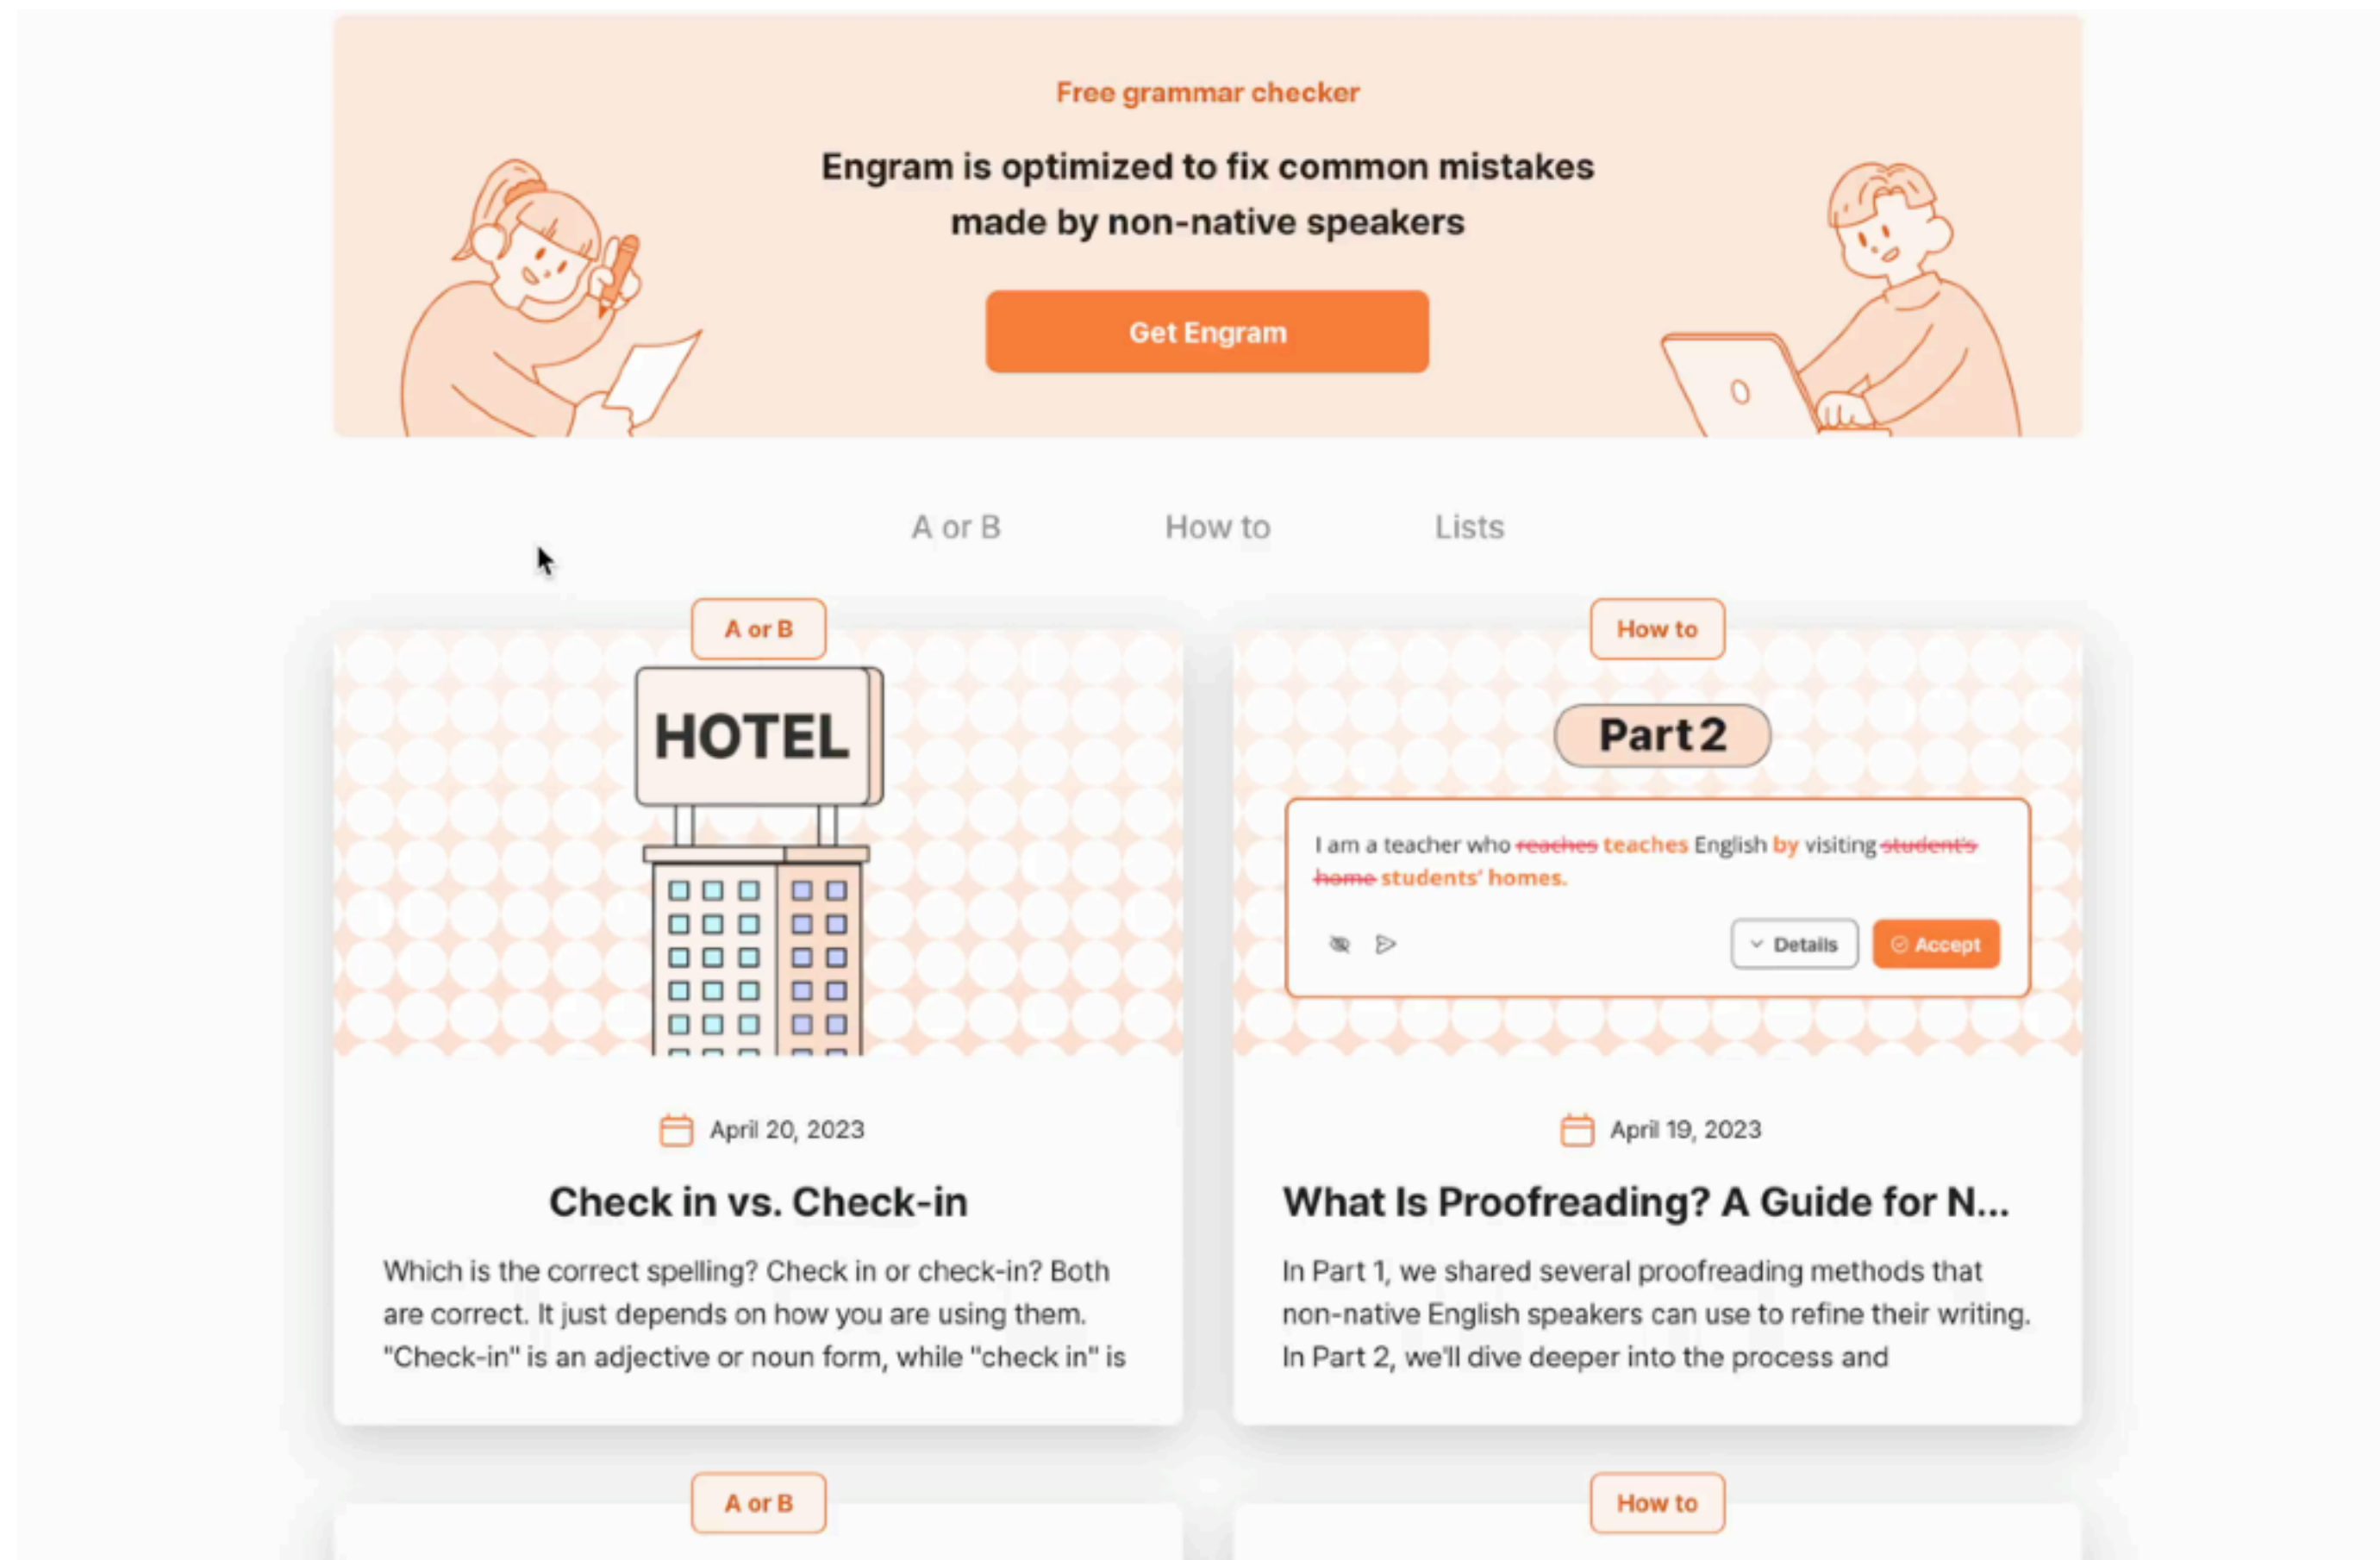 Free grammar checker
Engram is optimized to fix common mistakes
made by non-native speakers
Get Engram
A or B
How to
Lists
A or B
HOTEL
April 20, 2023
Check in vs. Check-in
Which is the correct spelling? Check in or check-in? Both
are correct. It just depends on how you are using them.
"Check-in" is an adjective or noun form, while "check in" is
How to
Part 2
I am a teacher who reaches teaches English by visiting student's
home students' homes.
Details
Accept
April 19, 2023
What Is Proofreading? A Guide for N...
In Part 1, we shared several proofreading methods that
non-native English speakers can use to refine their writing.
In Part 2, we'll dive deeper into the process and
A or B
How to